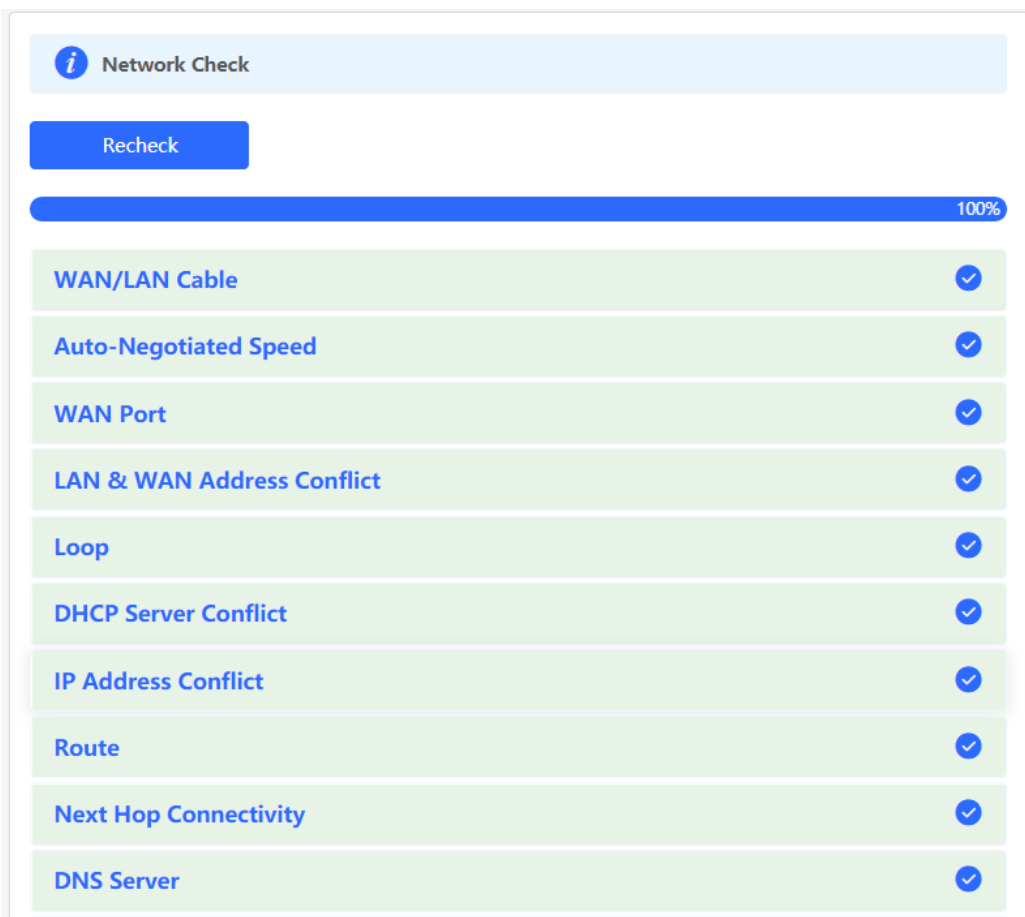 Network Check
Recheck
100%
WAN/LAN Cable
Auto-Negotiated Speed
WAN Port
LAN & WAN Address Conflict
Loop
DHCP Server Conflict
IP Address Conflict
Route
Next Hop Connectivity
DNS Server